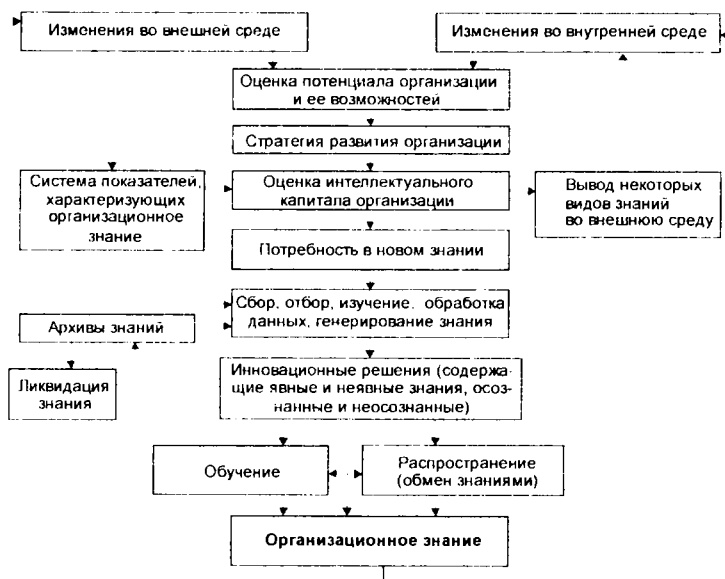 Изменения во внешней среде
Изменения во внутренней среде
Оценка потенциала организации
и ее возможностей
Стратегия развития организации
Система показателей,
характеризующих
организационное
знание
Оценка интеллектуального
капитала организации
Вывод некоторых
видов знаний
во внешнюю среду
Потребность в новом знании
Сбор, отбор, изучение, обработка
данных, генерирование знания
Архивы знаний
Ликвидация
знания
Инновационные решения (содержа-
щие явные и неявные знания, осоз-
нанные и неосознанные)
Обучение
Распространение
(обмен знаниями)
Организационное знание